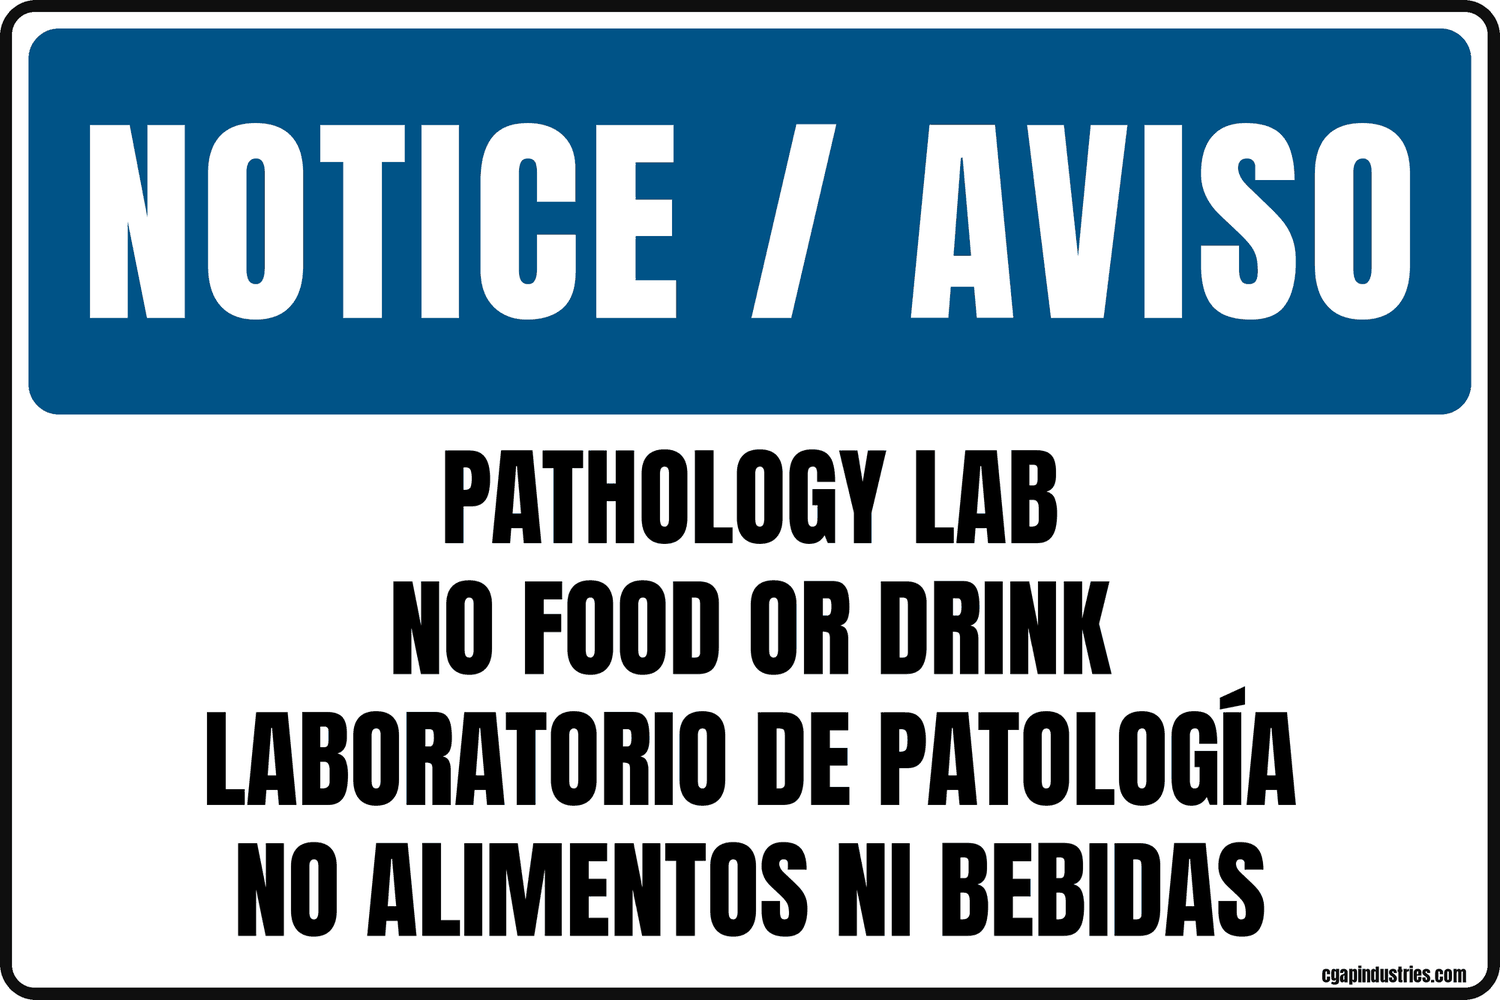 NOTICE / AVISO
PATHOLOGY LAB
NO FOOD OR DRINK
LABORATORIO DE PATOLOGÍA
NO ALIMENTOS NI BEBIDAS
cgapindustries.com